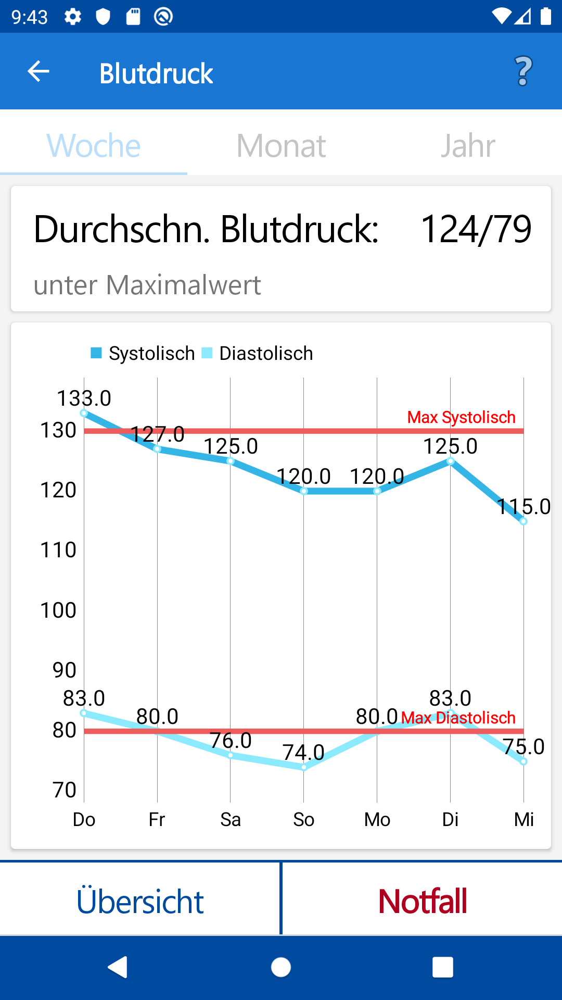 9:43
Blutdruck ?
Woche Monat Jahr
Durchschn. Blutdruck: 124/79
unter Maximalwert
Systolisch Diastolisch
133.0
Max Systolisch
130
127.0
125.0 125.0
120.0 120.0
120
115.0
110
100
90
83.0 83.0
80.0 80.0 Max Diastolisch
80
76.0 75.0
74.0
70
Do Fr Sa So Mo Di Mi
Übersicht Notfall